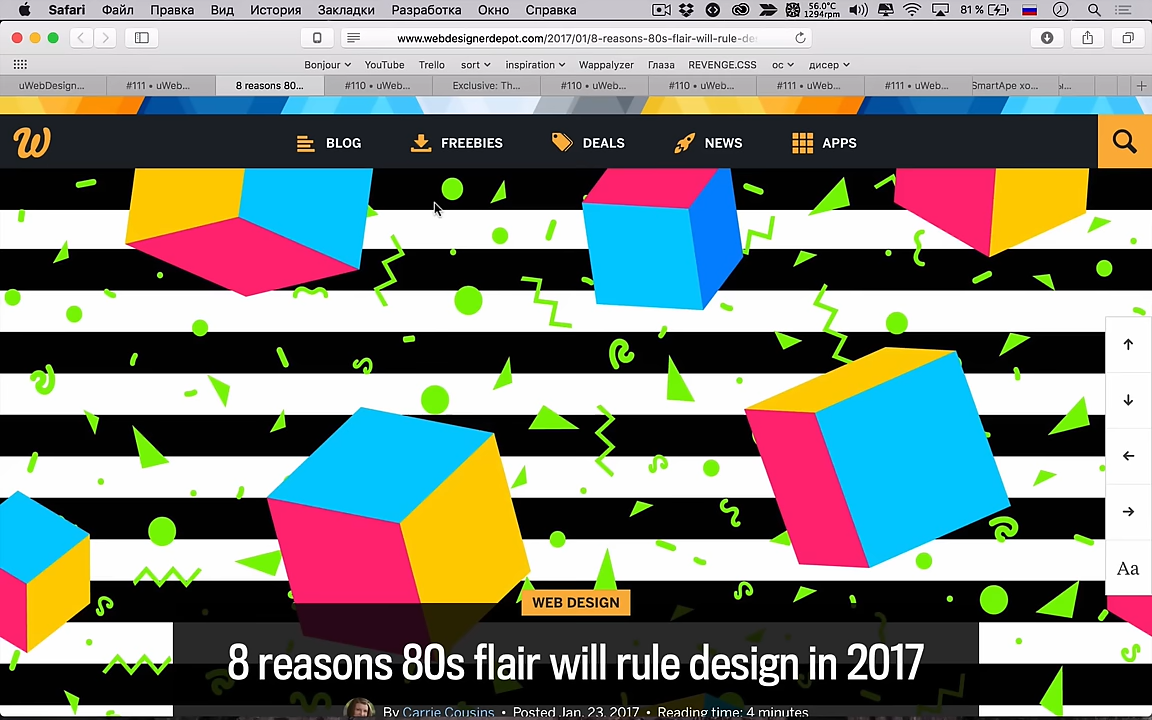 Safari Файл Правка Вид История Закладки Разработка Окно Справка 56.0°C 1294rpm 81 %
www.webdesignerdepot.com/2017/01/8-reasons-80s-flair-will-rule-de
Bonjour YouTube Trello sort inspiration Wappalyzer Глаза REVENGE.CSS ос дисер
uWebDesign... #111 • uWeb... 8 reasons 80... #110 • uWeb... Exclusive: Th... #110 • uWeb... #110 • uWeb... #111 • uWeb... #111 • uWeb... SmartApe хо...
W BLOG FREEBIES DEALS NEWS APPS
Aa
WEB DESIGN
8 reasons 80s flair will rule design in 2017
By Carrie Cousins • Posted Jan. 23, 2017 • Reading time: 4 minutes